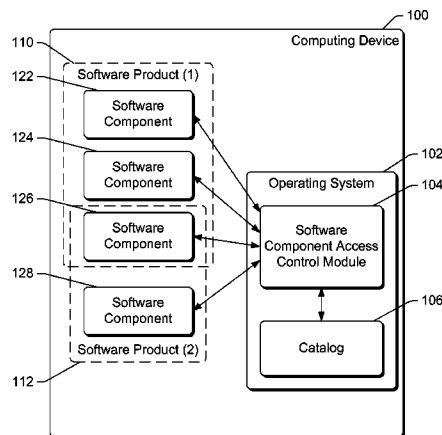 100
Computing Device
110
Software Product (1)
122
Software
Component
124
Software
Component
102
Operating System
104
126
Software
Component
Software
Component Access
Control Module
128
Software
Component
106
Catalog
Software Product (2)
112